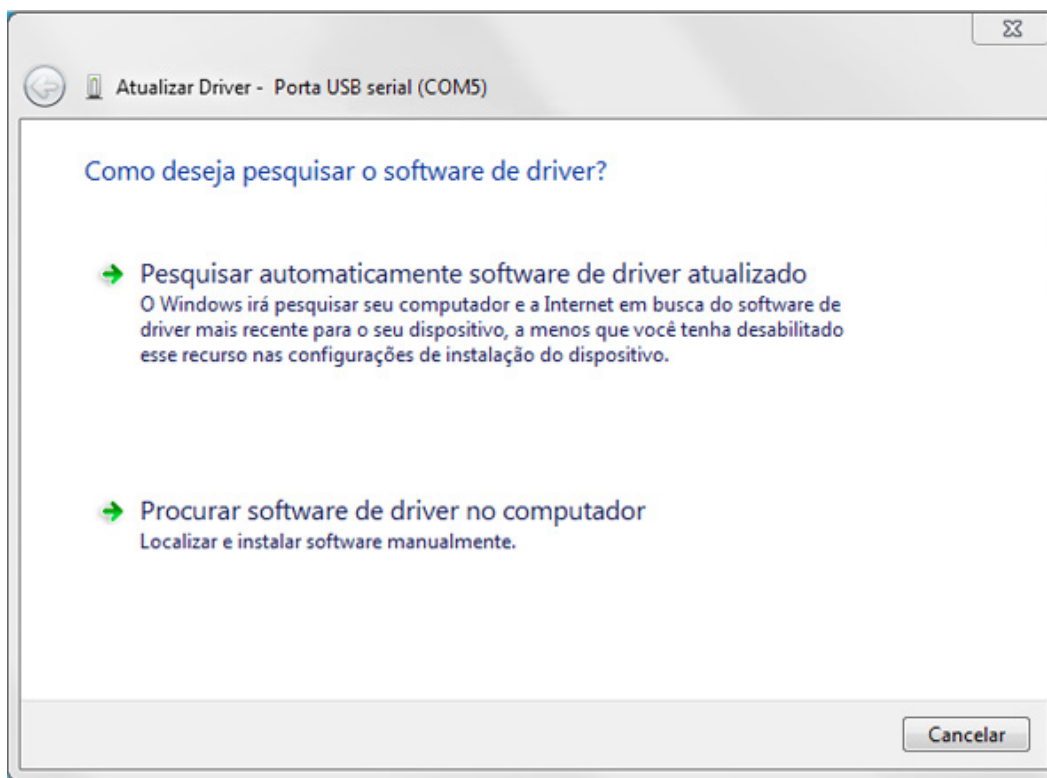 Atualizar Driver - Porta USB serial (COM5)
Como deseja pesquisar o software de driver?
Pesquisar automaticamente software de driver atualizado
O Windows irá pesquisar seu computador e a Internet em busca do software de
driver mais recente para o seu dispositivo, a menos que você tenha desabilitado
esse recurso nas configurações de instalação do dispositivo.
Procurar software de driver no computador
Localizar e instalar software manualmente.
Cancelar